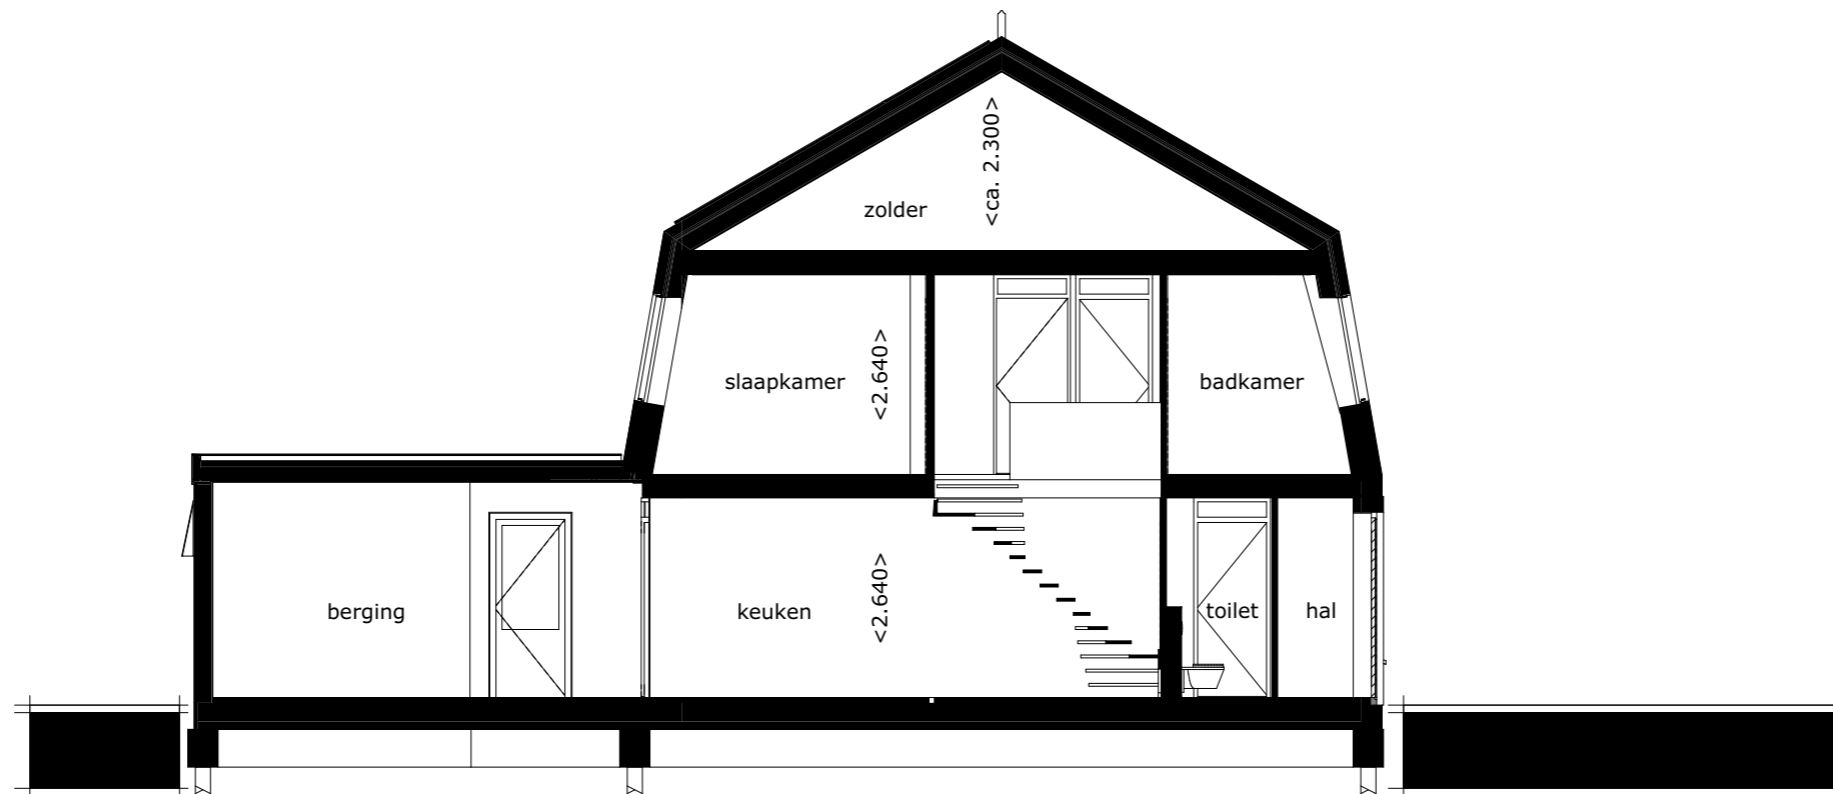 <ca. 2.300>
zolder
<2.640>
slaapkamer
badkamer
<2.640>
berging
keuken
toilet
hal